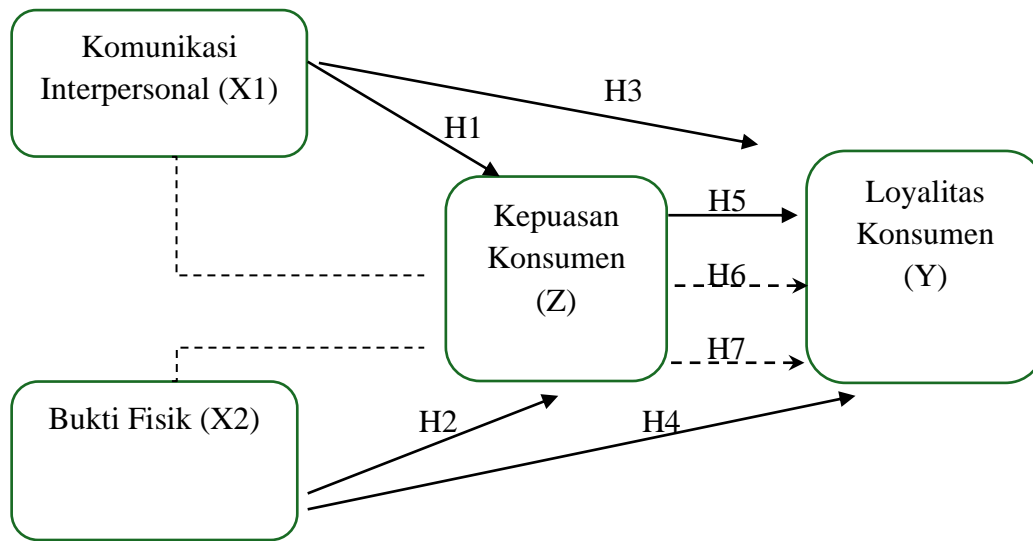 Komunikasi
Interpersonal (X1)
H3
H1
Kepuasan
Konsumen
(Z)
H5
H6
H7
Loyalitas
Konsumen
(Y)
Bukti Fisik (X2)
H2
H4